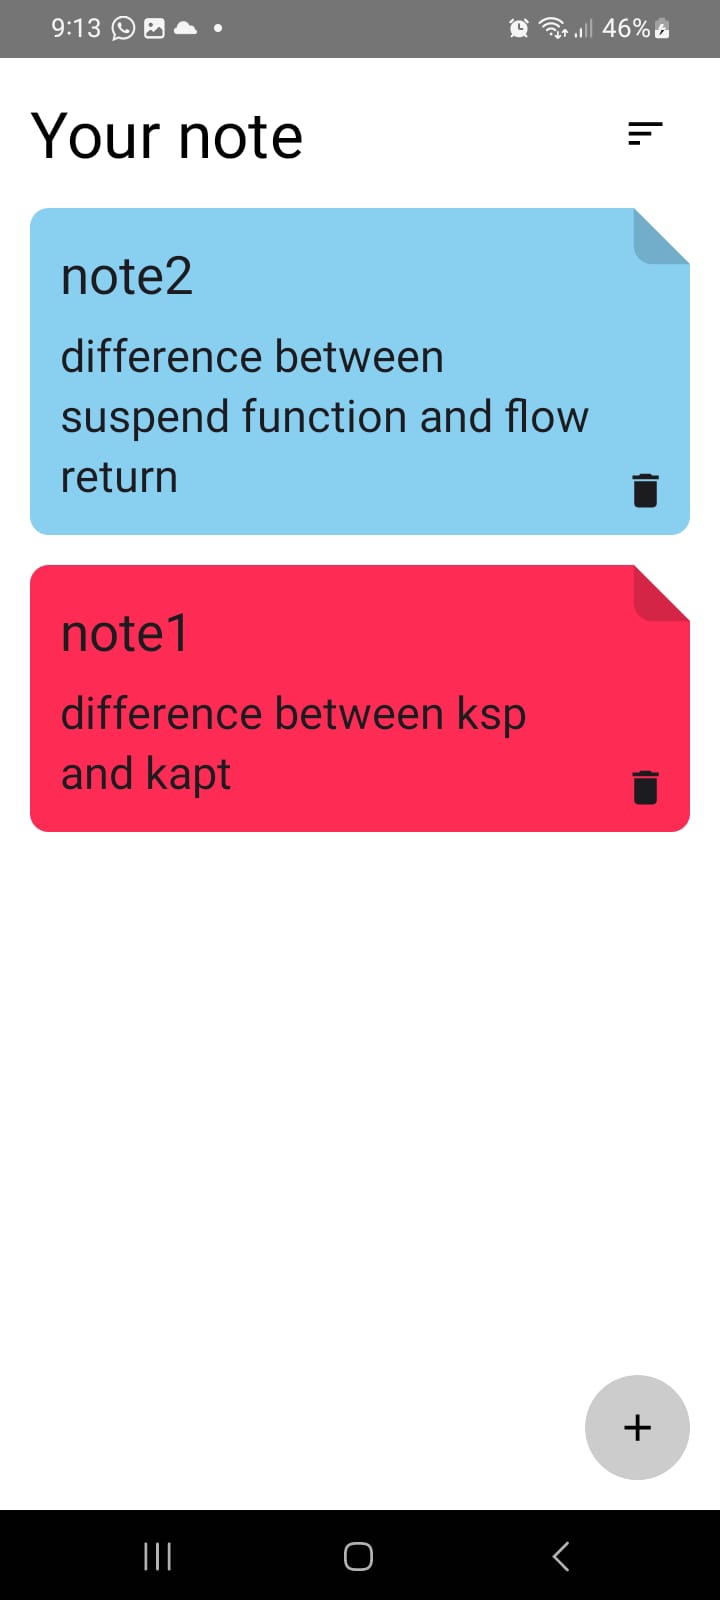 9:13 46%
Your note
note2
difference between
suspend function and flow
return
note1
difference between ksp
and kapt